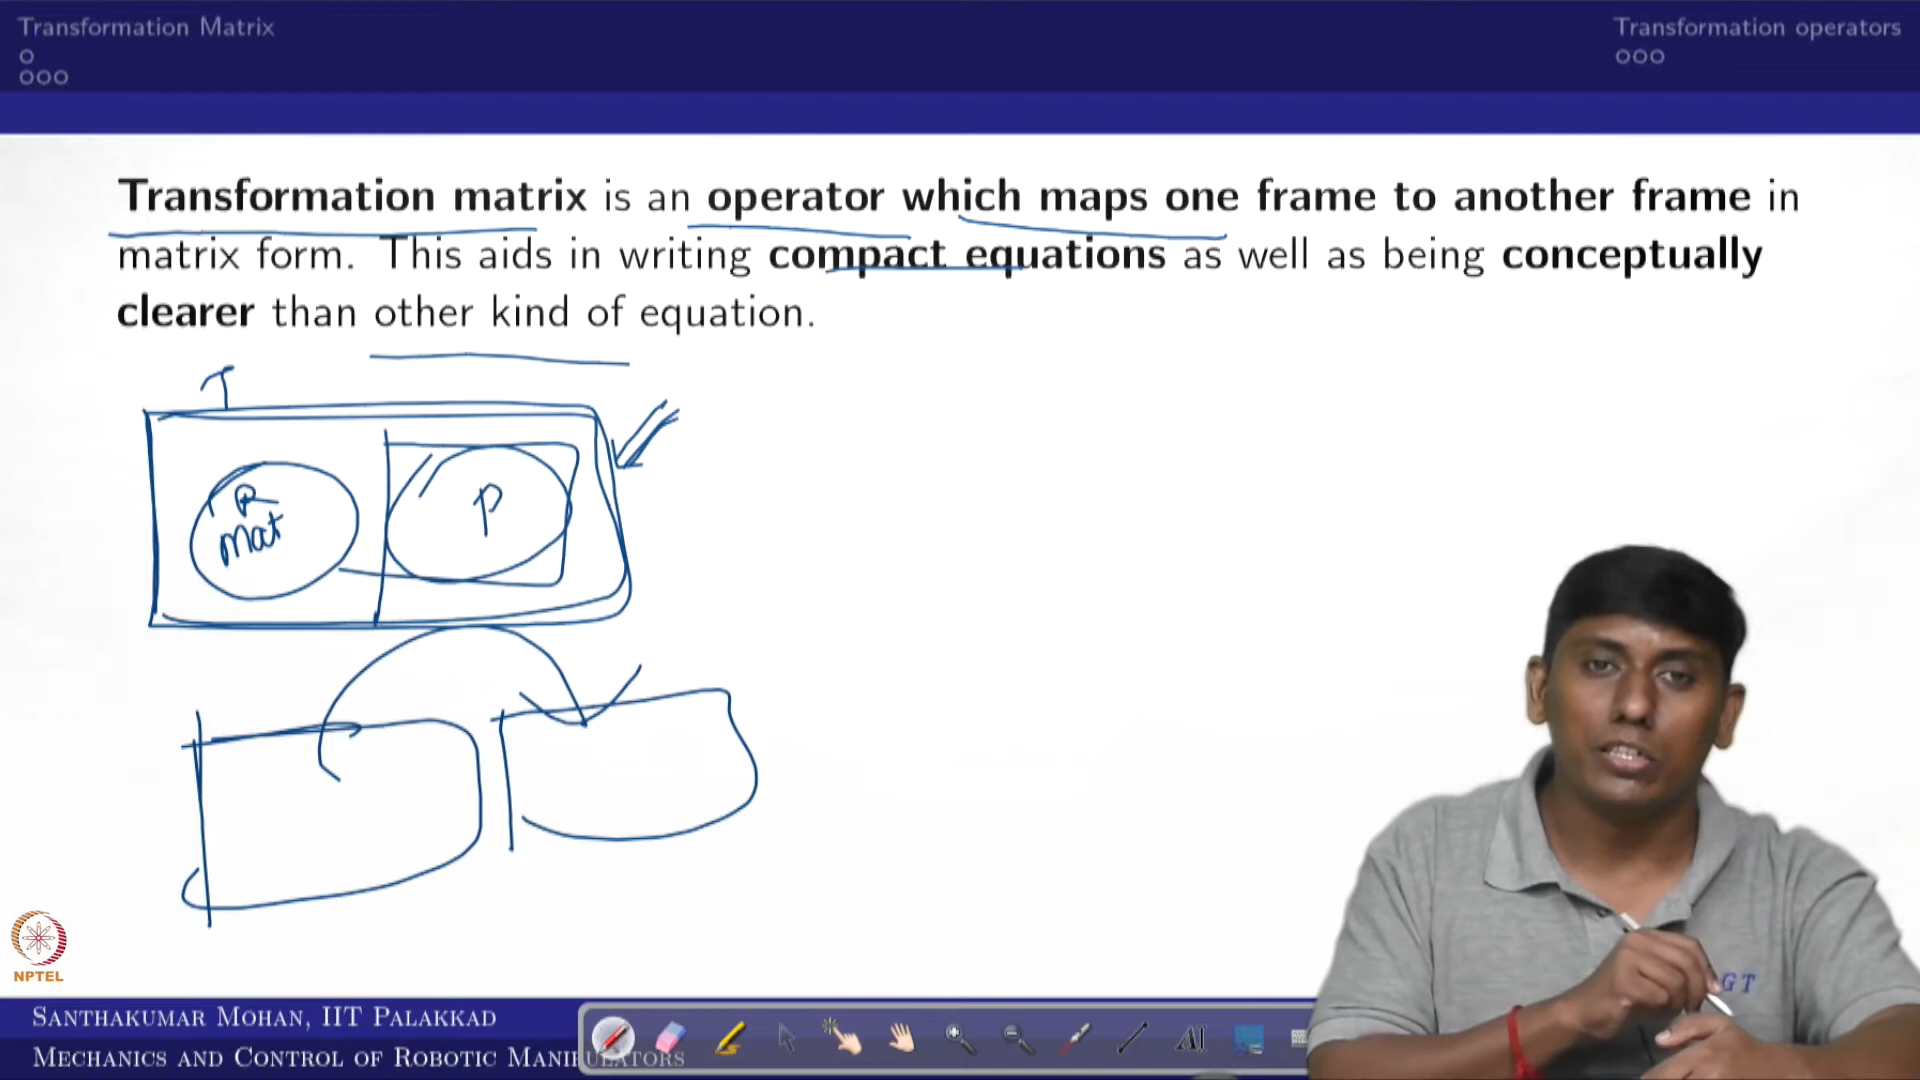 Transformation Matrix
Transformation operators
Transformation matrix is an operator which maps one frame to another frame in
matrix form. This aids in writing compact equations as well as being conceptually
clearer than other kind of equation.
T
R
Mat
P
NPTEL
GT
SANTHAKUMAR MOHAN, IIT PALAKKAD
MECHANICS AND CONTROL OF ROBOTIC MANIPULATORS
AI